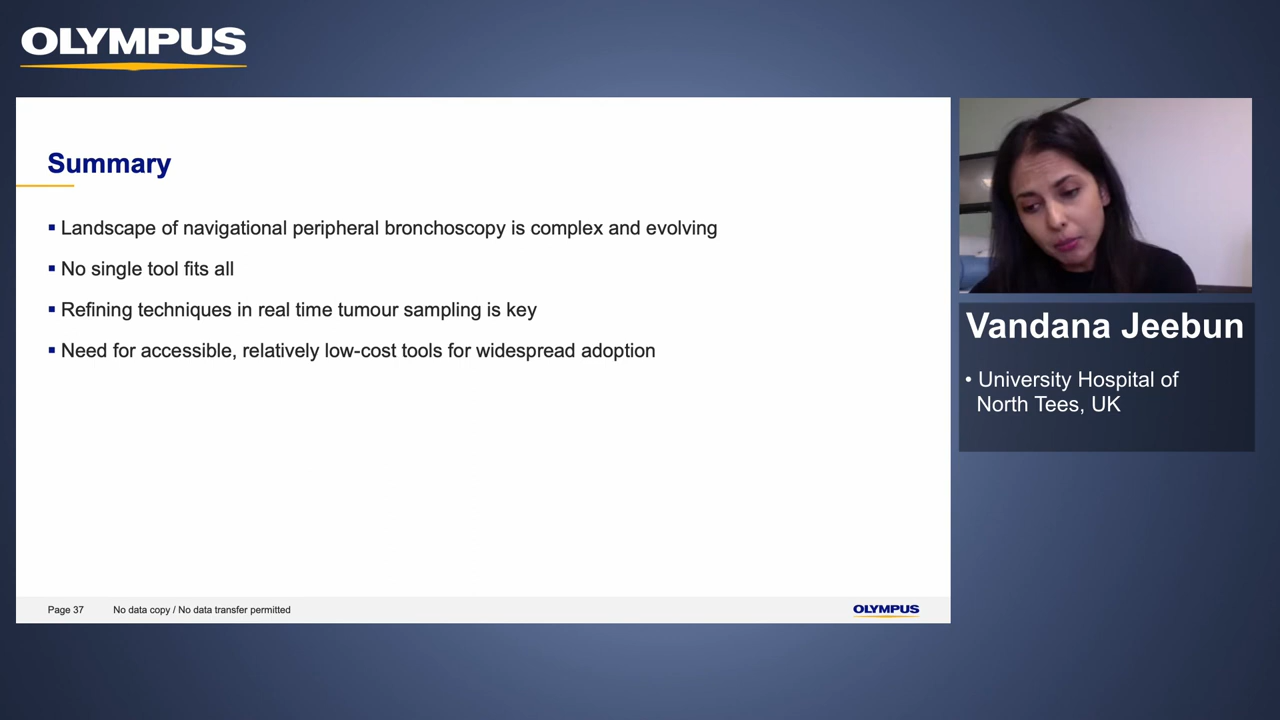 OLYMPUS
Summary
▪ Landscape of navigational peripheral bronchoscopy is complex and evolving
▪ No single tool fits all
▪ Refining techniques in real time tumour sampling is key
▪ Need for accessible, relatively low-cost tools for widespread adoption
Page 37 No data copy / No data transfer permitted
OLYMPUS
Vandana Jeebun
• University Hospital of
North Tees, UK